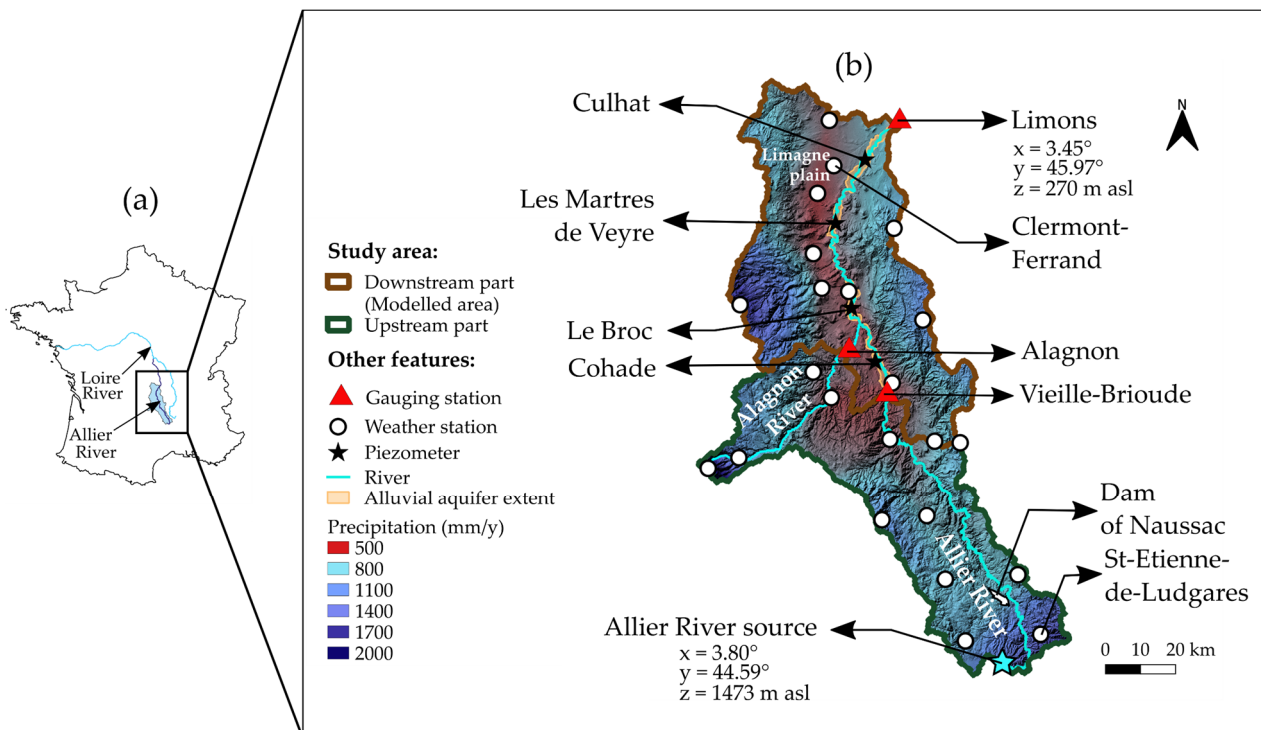 (a)
Loire
River
Allier
River
Study area:
Downstream part
(Modelled area)
Upstream part
Other features:
Gauging station
Weather station
Piezometer
River
Alluvial aquifer extent
Precipitation (mm/y)
500
800
1100
1400
1700
2000
(b)
Culhat
Les Martres
de Veyre
Le Broc
Cohade
Limagne
plain
Alagnon
River
Allier River
Allier River source
x = 3.80°
y = 44.59°
z = 1473 m asl
N
Limons
x = 3.45°
y = 45.97°
z = 270 m asl
Clermont-
Ferrand
Alagnon
Vieille-Brioude
Dam
of Naussac
St-Etienne-
de-Ludgares
0 10 20 km